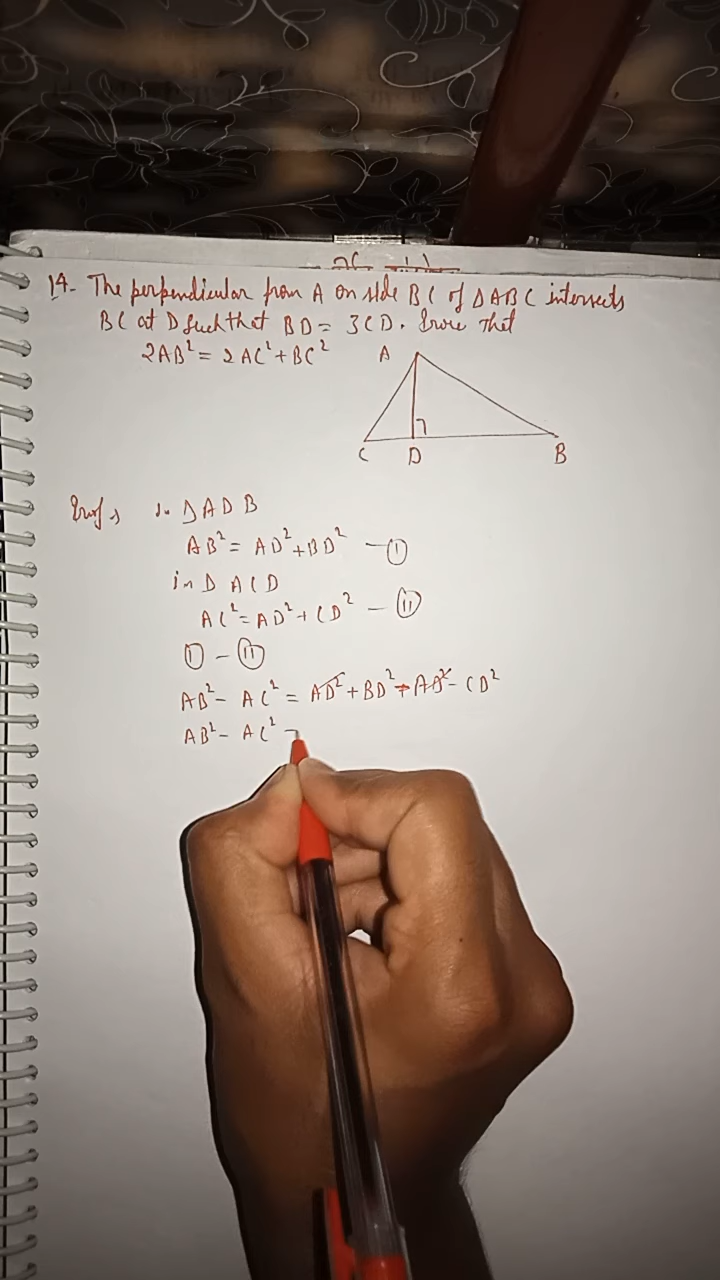 14. The perpendicular from A on side BC of ΔABC intersects
BC at D such that BD = 3CD. Prove that
2AB² = 2AC² + BC²
A
C D B
Proof: in ΔADB
AB² = AD² + BD² — (I)
in Δ ACD
AC² = AD² + CD² — (II)
(I) – (II)
AB² – AC² = AD² + BD² – AD² – CD²
AB² – AC² =